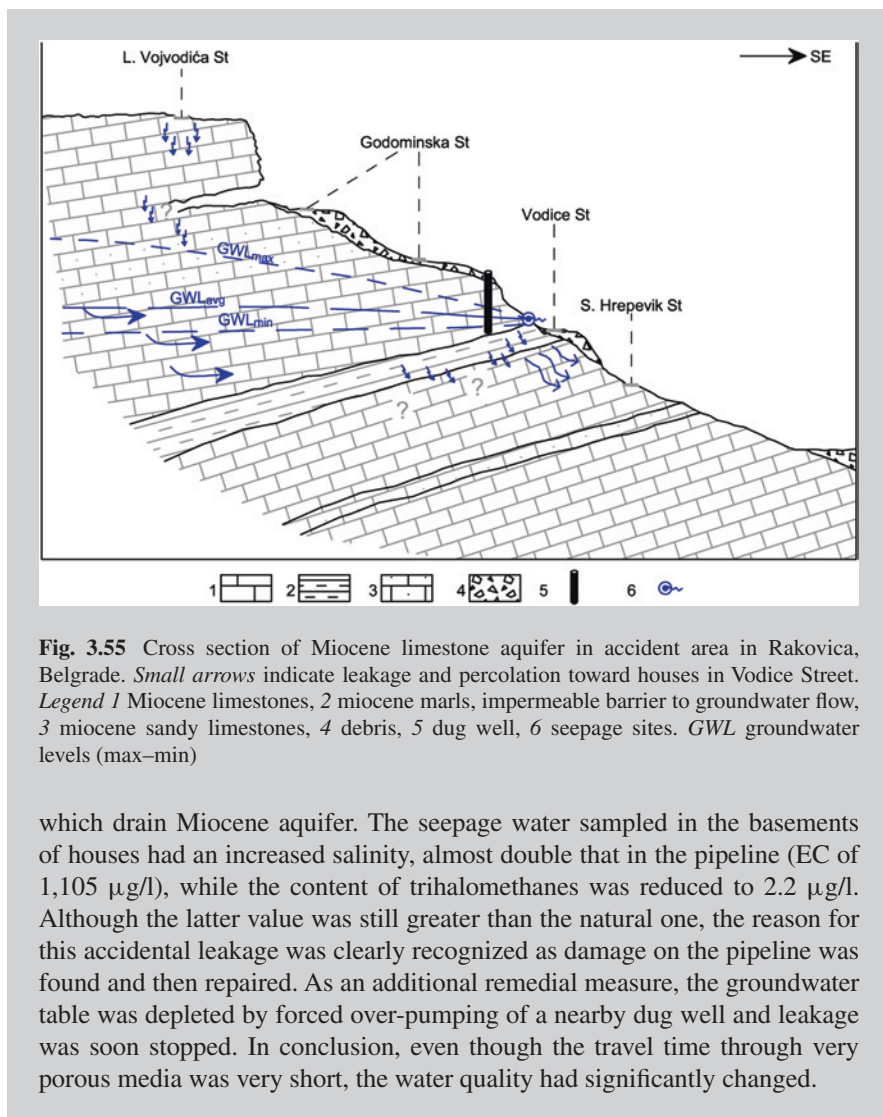 L. Vojvodića St
SE
Godominska St
Vodice St
GWLmax
S. Hrepevik St
GWLavg
GWLmin
?
?
?
1 2 3 4 5 6
Fig. 3.55 Cross section of Miocene limestone aquifer in accident area in Rakovica,
Belgrade. Small arrows indicate leakage and percolation toward houses in Vodice Street.
Legend 1 Miocene limestones, 2 miocene marls, impermeable barrier to groundwater flow,
3 miocene sandy limestones, 4 debris, 5 dug well, 6 seepage sites. GWL groundwater
levels (max–min)
which drain Miocene aquifer. The seepage water sampled in the basements
of houses had an increased salinity, almost double that in the pipeline (EC of
1,105 μg/l), while the content of trihalomethanes was reduced to 2.2 μg/l.
Although the latter value was still greater than the natural one, the reason for
this accidental leakage was clearly recognized as damage on the pipeline was
found and then repaired. As an additional remedial measure, the groundwater
table was depleted by forced over-pumping of a nearby dug well and leakage
was soon stopped. In conclusion, even though the travel time through very
porous media was very short, the water quality had significantly changed.